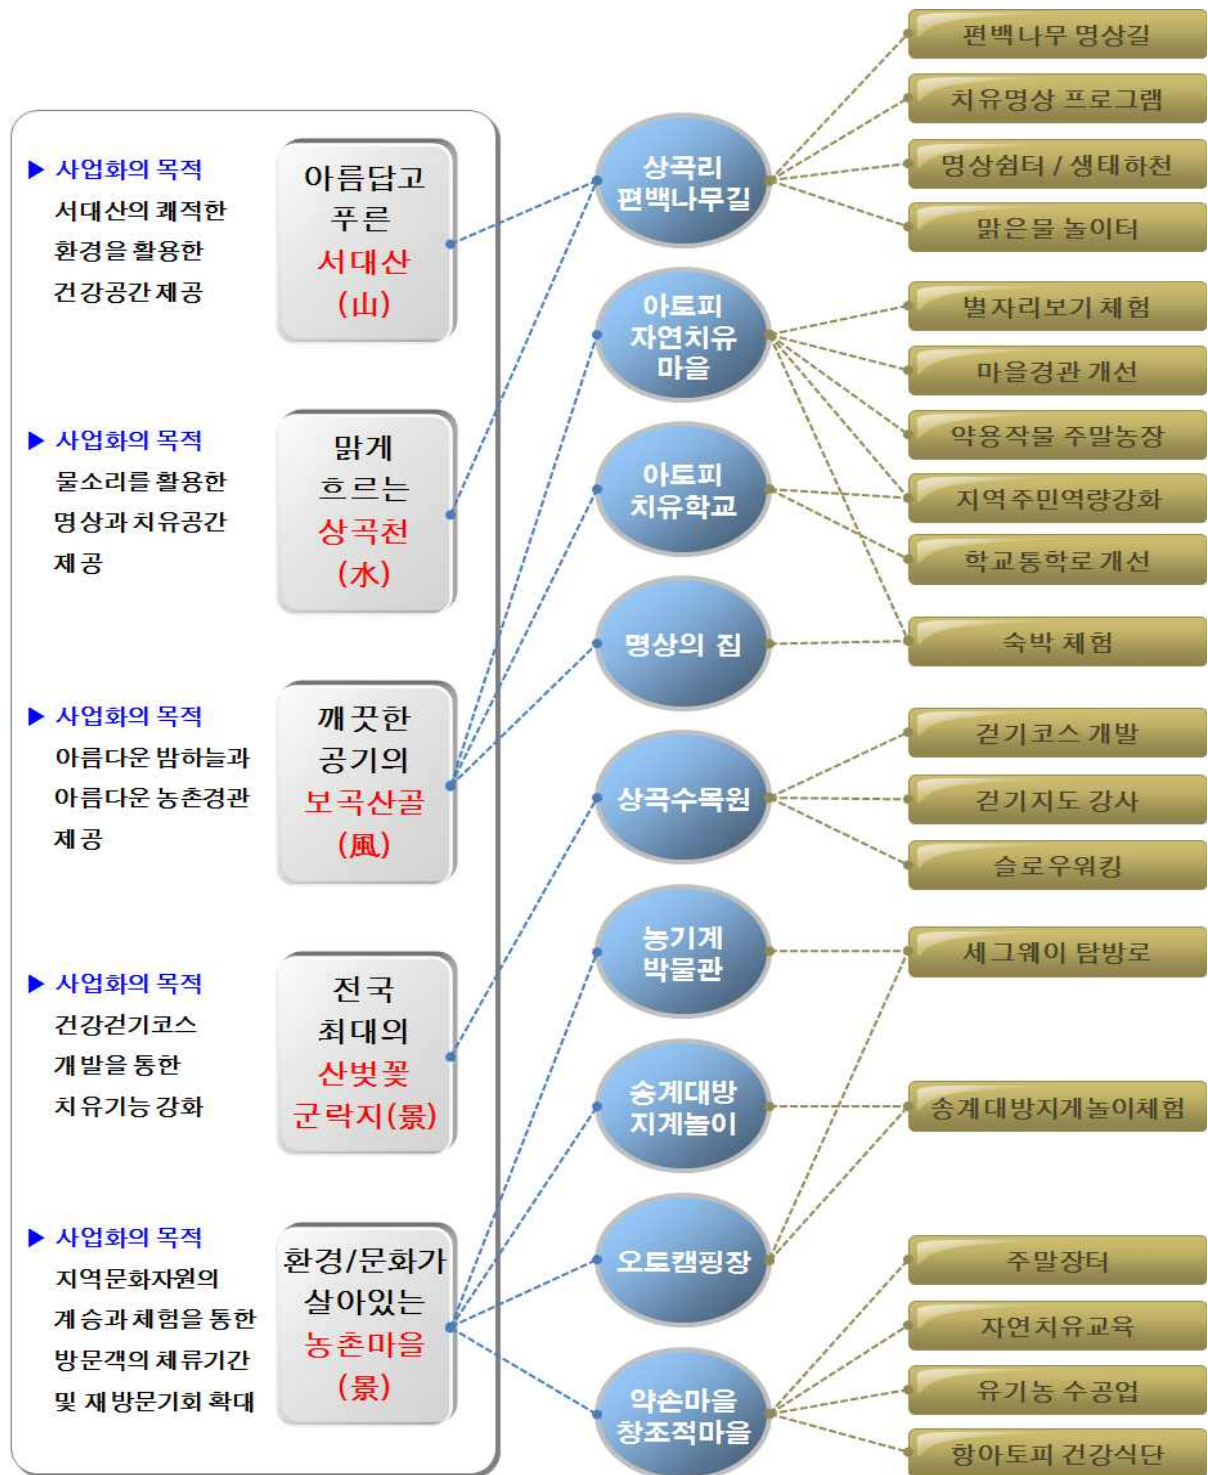 ▶ 사업화의 목적
서대산의 쾌적한
환경을 활용한
건강공간 제공
아름답고
푸른
서대산
(山)
▶ 사업화의 목적
물소리를 활용한
명상과 치유공간
제공
맑게
흐르는
상곡천
(水)
▶ 사업화의 목적
아름다운 밤하늘과
아름다운 농촌경관
제공
깨끗한
공기의
보곡산골
(風)
▶ 사업화의 목적
건강걷기코스
개발을 통한
치유기능 강화
전국
최대의
산벚꽃
군락지(景)
▶ 사업화의 목적
지역문화자원의
계승과 체험을 통한
방문객의 체류기간
및 재방문기회 확대
환경/문화가
살아있는
농촌마을
(景)
상곡리
편백나무길
아토피
자연치유
마을
아토피
치유학교
명상의 집
상곡수목원
농기계
박물관
송계대방
지게놀이
오토캠핑장
약손마을
창조적마을
편백나무 명상길
치유명상 프로그램
명상쉼터 / 생태하천
맑은물 놀이터
별자리보기 체험
마을경관 개선
약용작물 주말농장
지역주민역량강화
학교통학로 개선
숙박 체험
걷기코스 개발
걷기지도 강사
슬로우워킹
세그웨이 탐방로
송계대방지게놀이체험
주말장터
자연치유교육
유기농 수공업
항아토피 건강식단